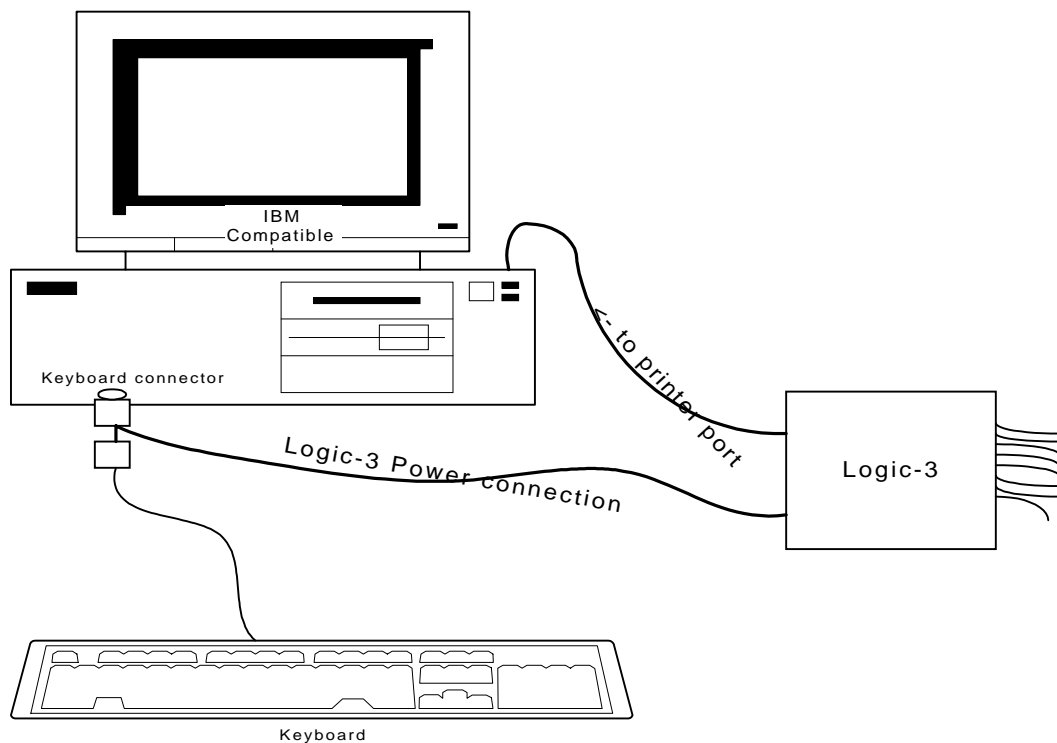 IBM
Compatible
<- to printer port
Keyboard connector
Logic-3 Power connection
Logic-3
Keyboard